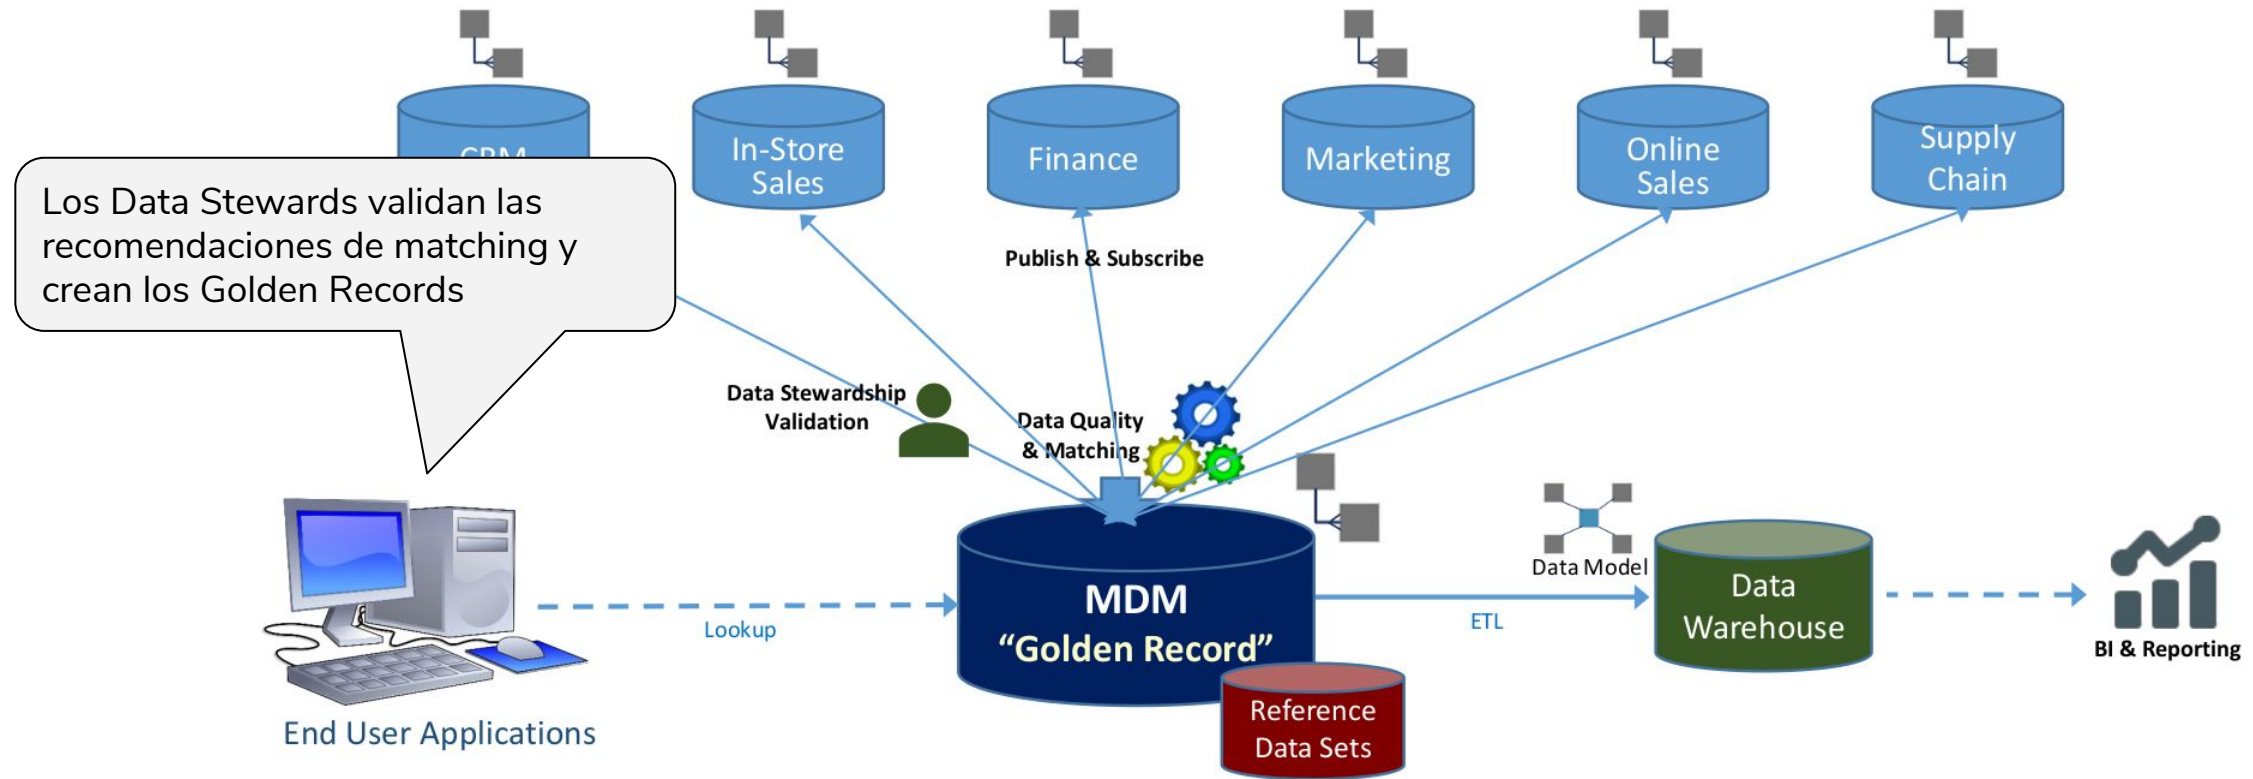 CRM
In-Store
Sales
Finance
Marketing
Online
Sales
Supply
Chain
Los Data Stewards validan las
recomendaciones de matching y
crean los Golden Records
Publish & Subscribe
Data Stewardship
Validation
Data Quality
& Matching
Data Model
MDM
“Golden Record”
Lookup
ETL
Data
Warehouse
BI & Reporting
Reference
Data Sets
End User Applications